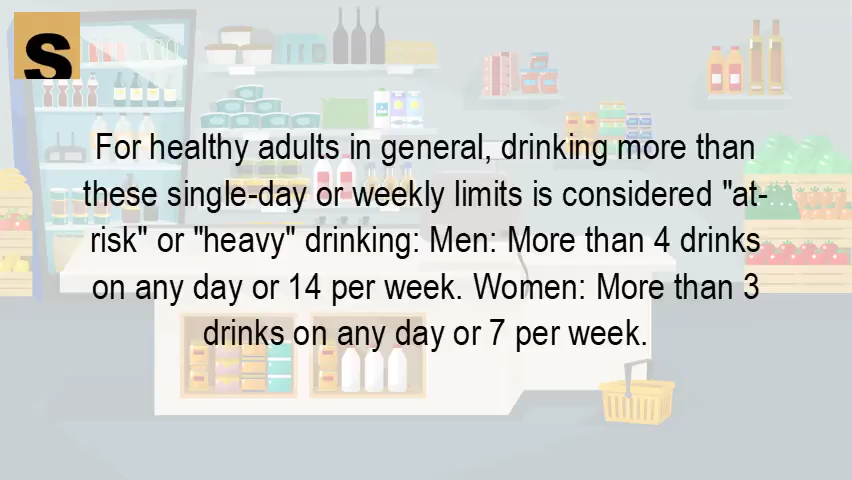 S
For healthy adults in general, drinking more than
these single-day or weekly limits is considered "at-
risk" or "heavy" drinking: Men: More than 4 drinks
on any day or 14 per week. Women: More than 3
drinks on any day or 7 per week.